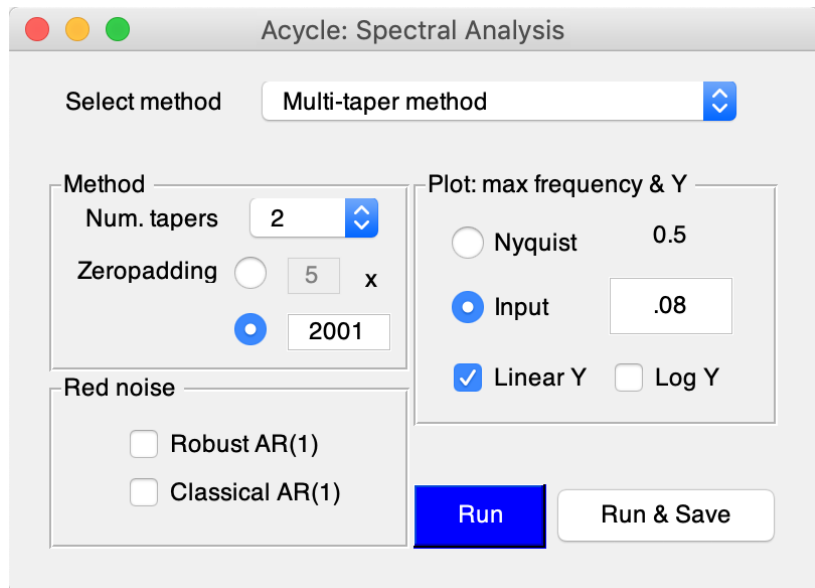 Acycle: Spectral Analysis
Select method Multi-taper method
Method
Num. tapers 2
Zeropadding 5 x
2001
Plot: max frequency & Y
Nyquist 0.5
Input .08
Linear Y Log Y
Red noise
Robust AR(1)
Classical AR(1)
Run Run & Save